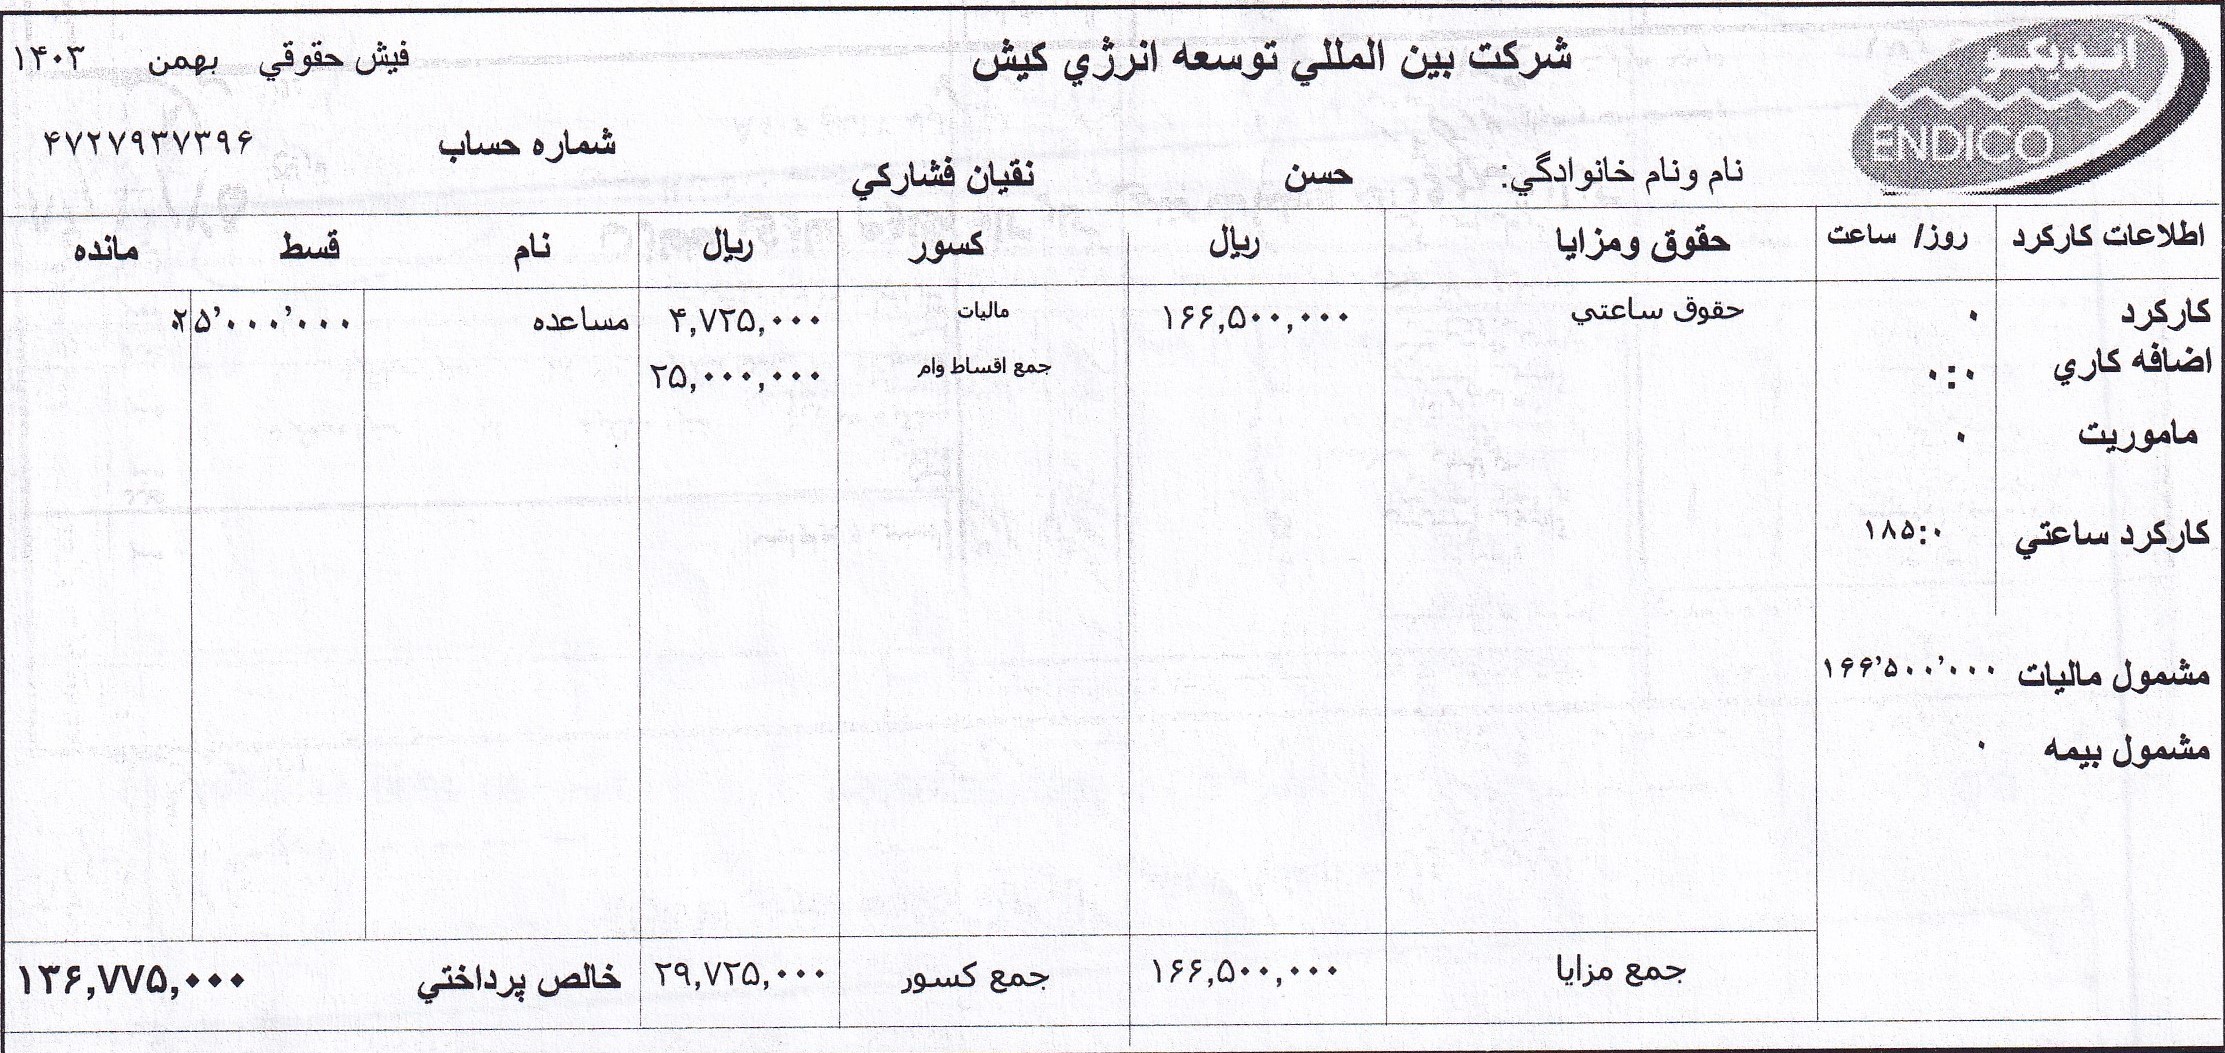 انديكو
ENDICO
شركت بين المللي توسعه انرژي كيش
فيش حقوقي بهمن ۱۴۰۳
شماره حساب ۴۷۲۷۹۳۷۳۹۶
نام ونام خانوادگي: حسن نقيان فشاركي
اطلاعات كاركرد روز/ ساعت حقوق ومزايا ريال كسور ريال نام قسط مانده
كاركرد ۰ حقوق ساعتي ۱۶۶,۵۰۰,۰۰۰ ماليات ۴,۷۲۵,۰۰۰ مساعده ۲۵٬۰۰۰٬۰۰۰
اضافه كاري ۰:۰ جمع اقساط وام ۲۵,۰۰۰,۰۰۰
ماموريت ۰
كاركرد ساعتي ۱۸۵:۰
مشمول ماليات ۱۶۶٬۵۰۰٬۰۰۰
مشمول بيمه ۰
جمع مزايا ۱۶۶,۵۰۰,۰۰۰ جمع كسور ۲۹,۷۲۵,۰۰۰ خالص پرداختي ۱۳۶,۷۷۵,۰۰۰